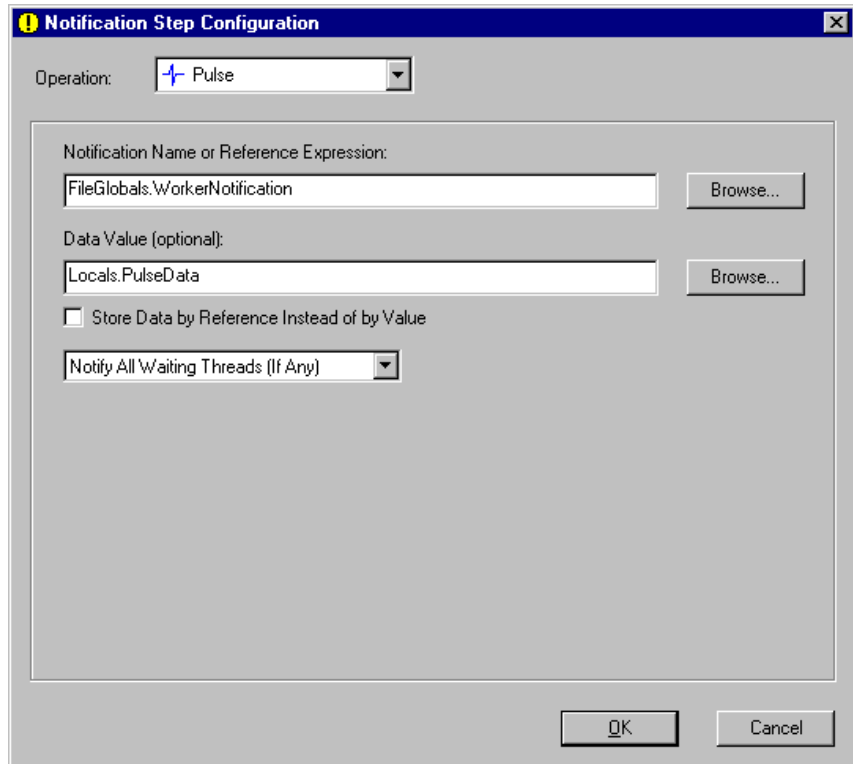 Notification Step Configuration
Operation: Pulse
Notification Name or Reference Expression:
FileGlobals.WorkerNotification Browse...
Data Value (optional):
Locals.PulseData Browse...
Store Data by Reference Instead of by Value
Notify All Waiting Threads (If Any)
OK Cancel